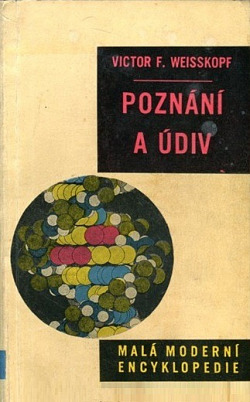 VICTOR F. WEISSKOPF
POZNÁNÍ
A ÚDIV
MALÁ MODERNÍ
ENCYKLOPEDIE